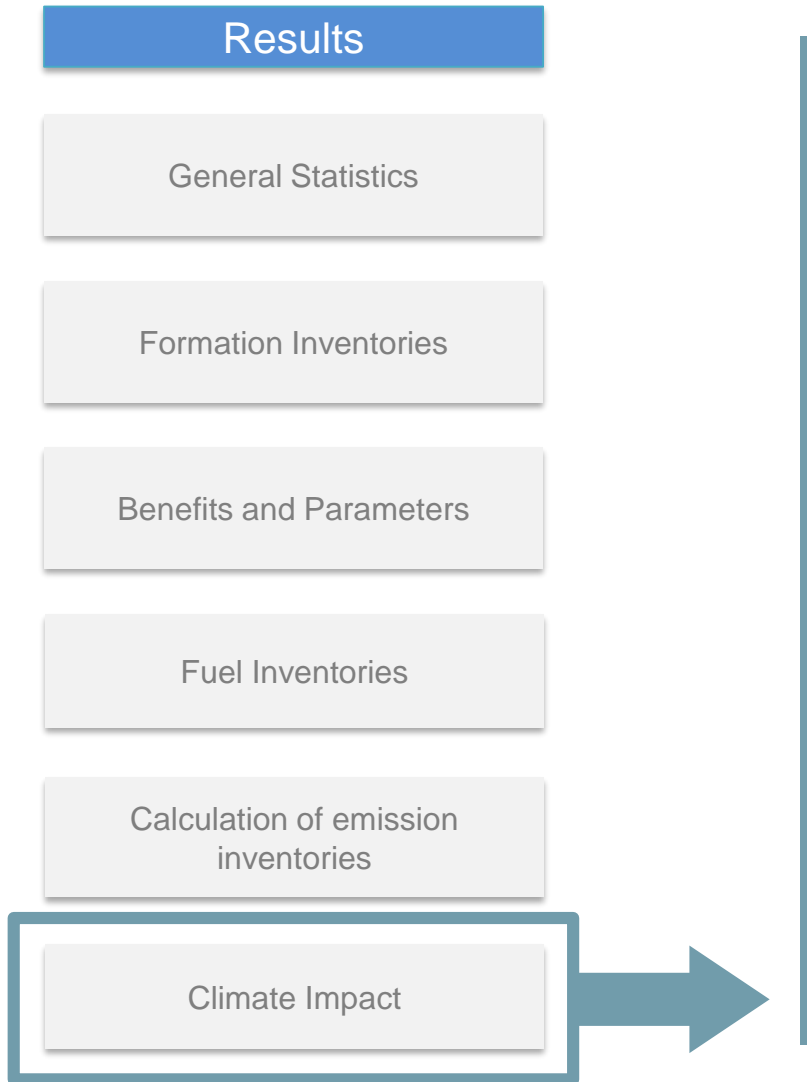 Results
General Statistics
Formation Inventories
Benefits and Parameters
Fuel Inventories
Calculation of emission
inventories
Climate Impact